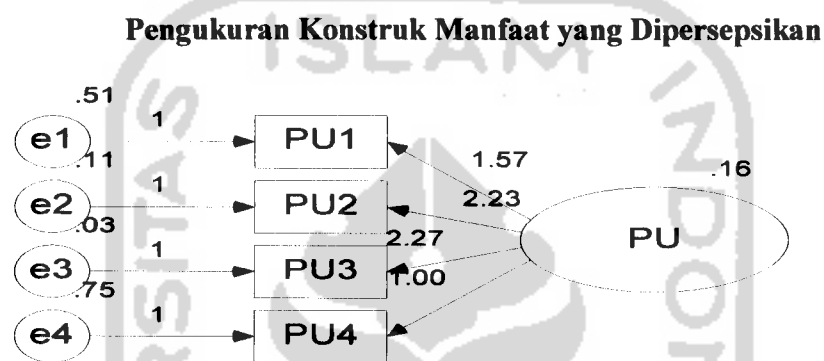 Pengukuran Konstruk Manfaat yang Dipersepsikan
ISLAM
.51
e1 1 PU1 1.57 .16
.11
e2 1 PU2 2.23 PU
.03
e3 1 PU3 2.27
1.00
.75
e4 1 PU4